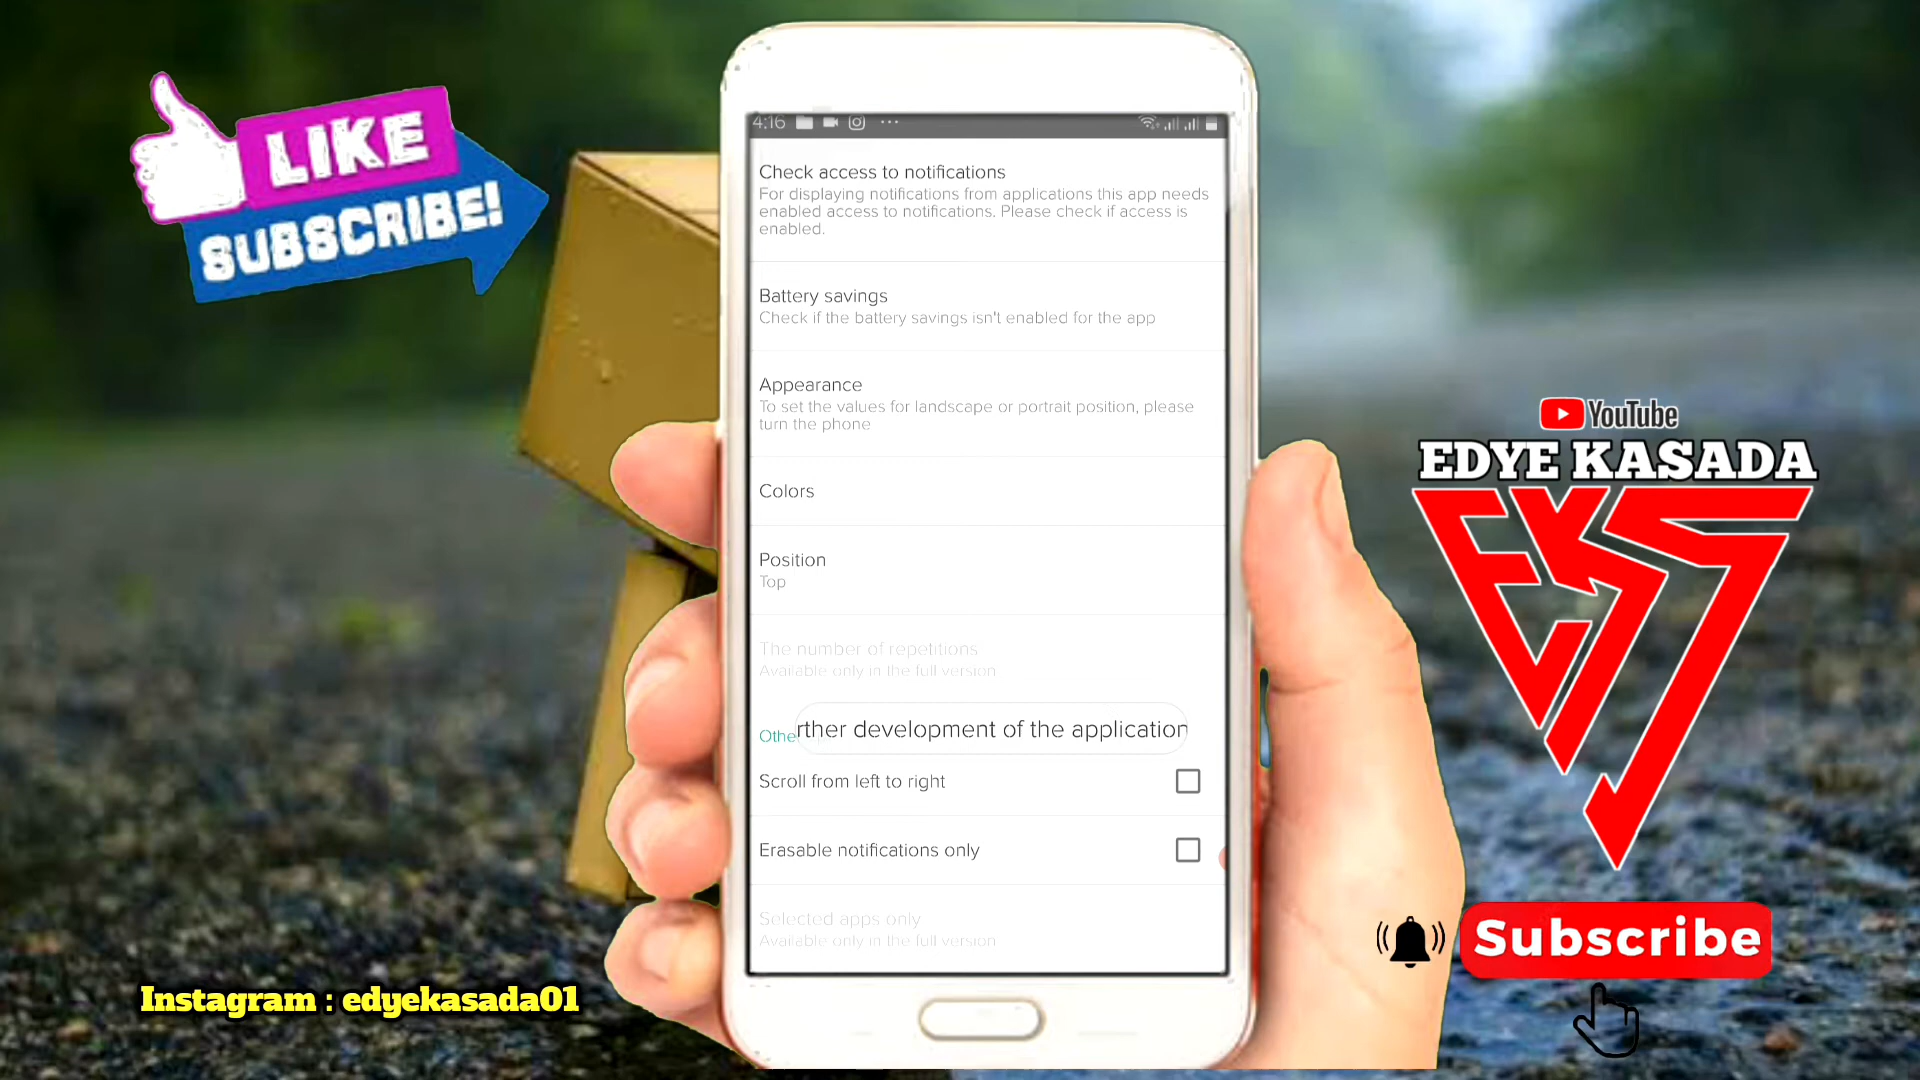 LIKE
SUBSCRIBE!
4:16
Check access to notifications
For displaying notifications from applications this app needs
enabled access to notifications. Please check if access is
enabled.
Battery savings
Check if the battery savings isn't enabled for the app
Appearance
To set the values for landscape or portrait position, please
turn the phone
Colors
Position
Top
The number of repetitions
Available only in the full version
Othe
rther development of the application
Scroll from left to right
Erasable notifications only
Selected apps only
Available only in the full version
YouTube
EDYE KASADA
Subscribe
Instagram : edyekasada01